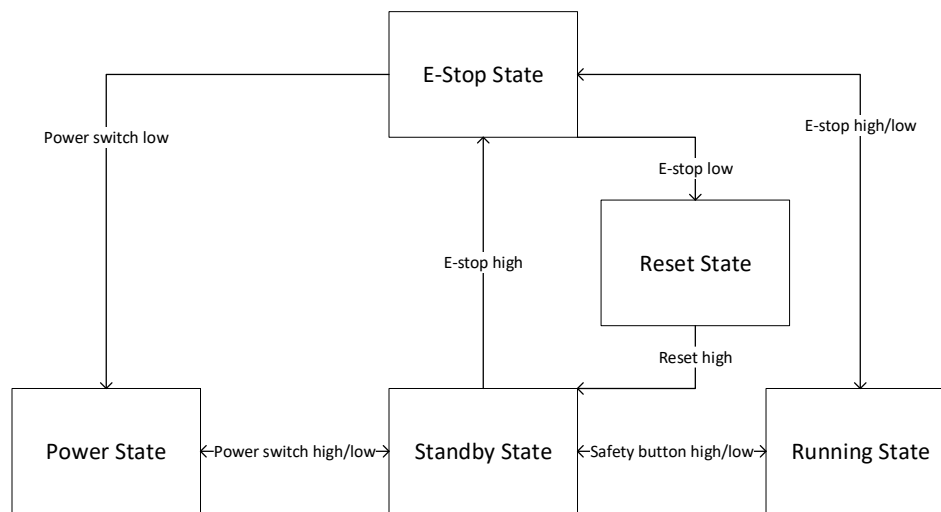 E-Stop State
Power switch low
E-stop high/low
E-stop low
E-stop high
Reset State
Reset high
Power State
Power switch high/low
Standby State
Safety button high/low
Running State